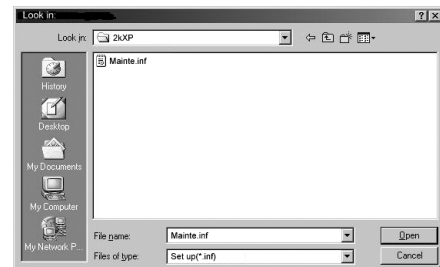 Look in:
Look in: 2kXP
Mainte.inf
History
Desktop
My Documents
My Computer
My Network P...
File name: Mainte.inf Open
Files of type: Set up(*.inf) Cancel